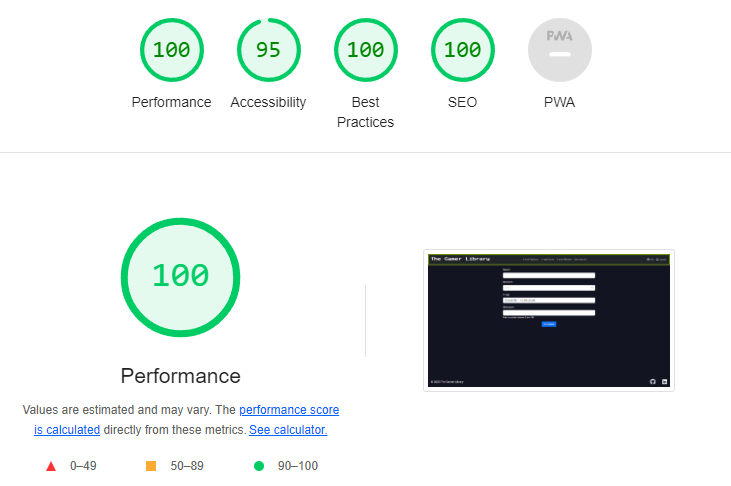 100
95
100
100
PWA
Performance
Accessibility
Best
Practices
SEO
PWA
100
The Gamer Library
Performance
Values are estimated and may vary. The performance score
is calculated directly from these metrics. See calculator.
0–49
50–89
90–100